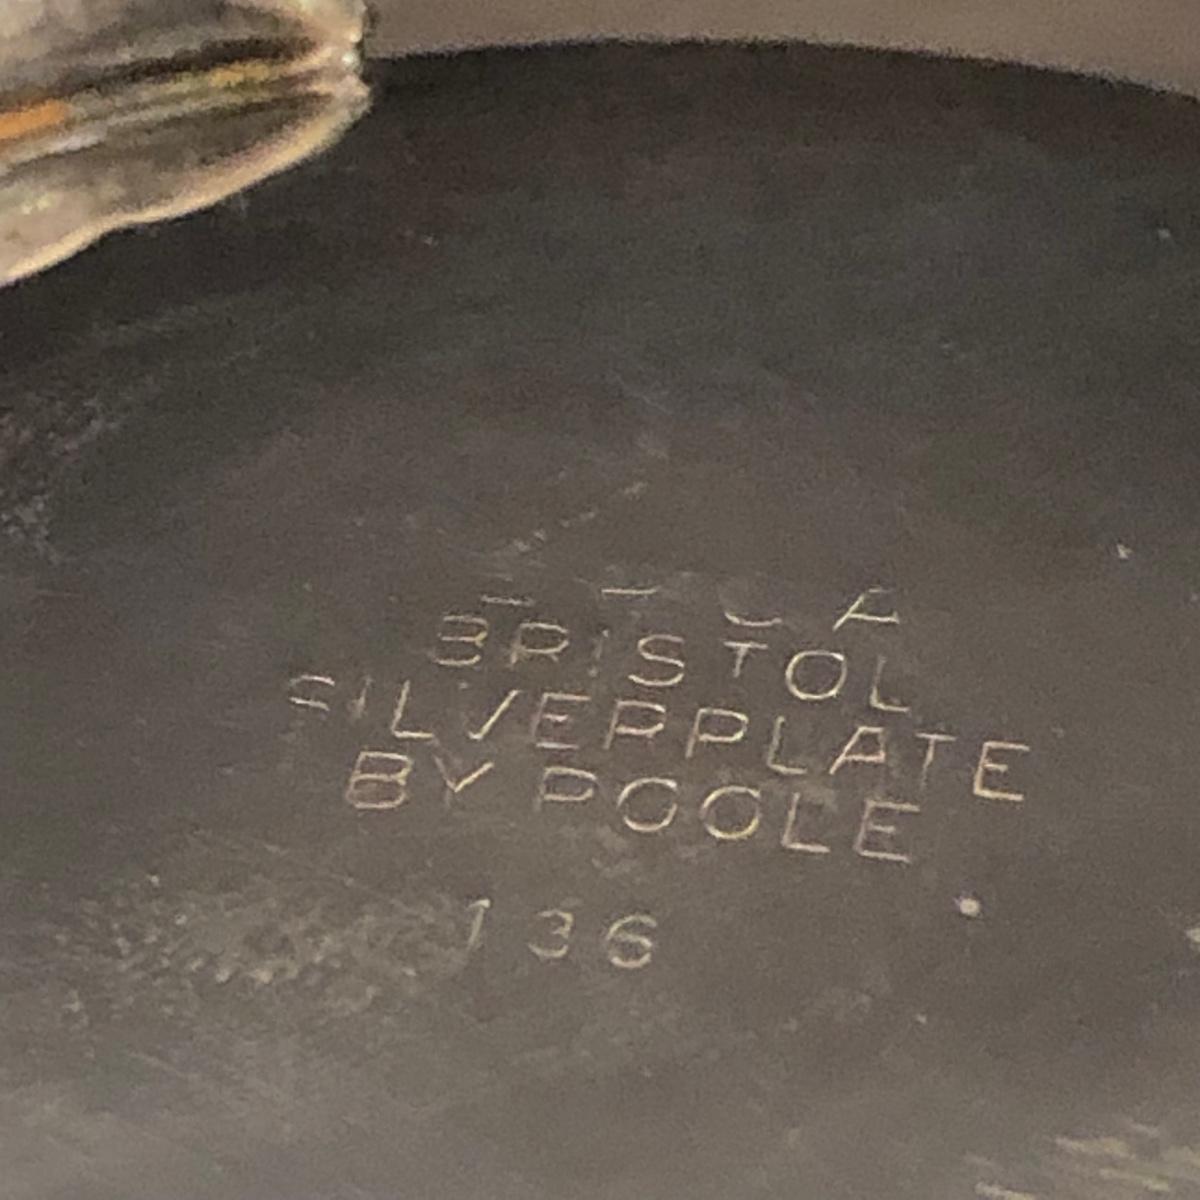 BRISTOL
SILVERPLATE
BY POOLE
136